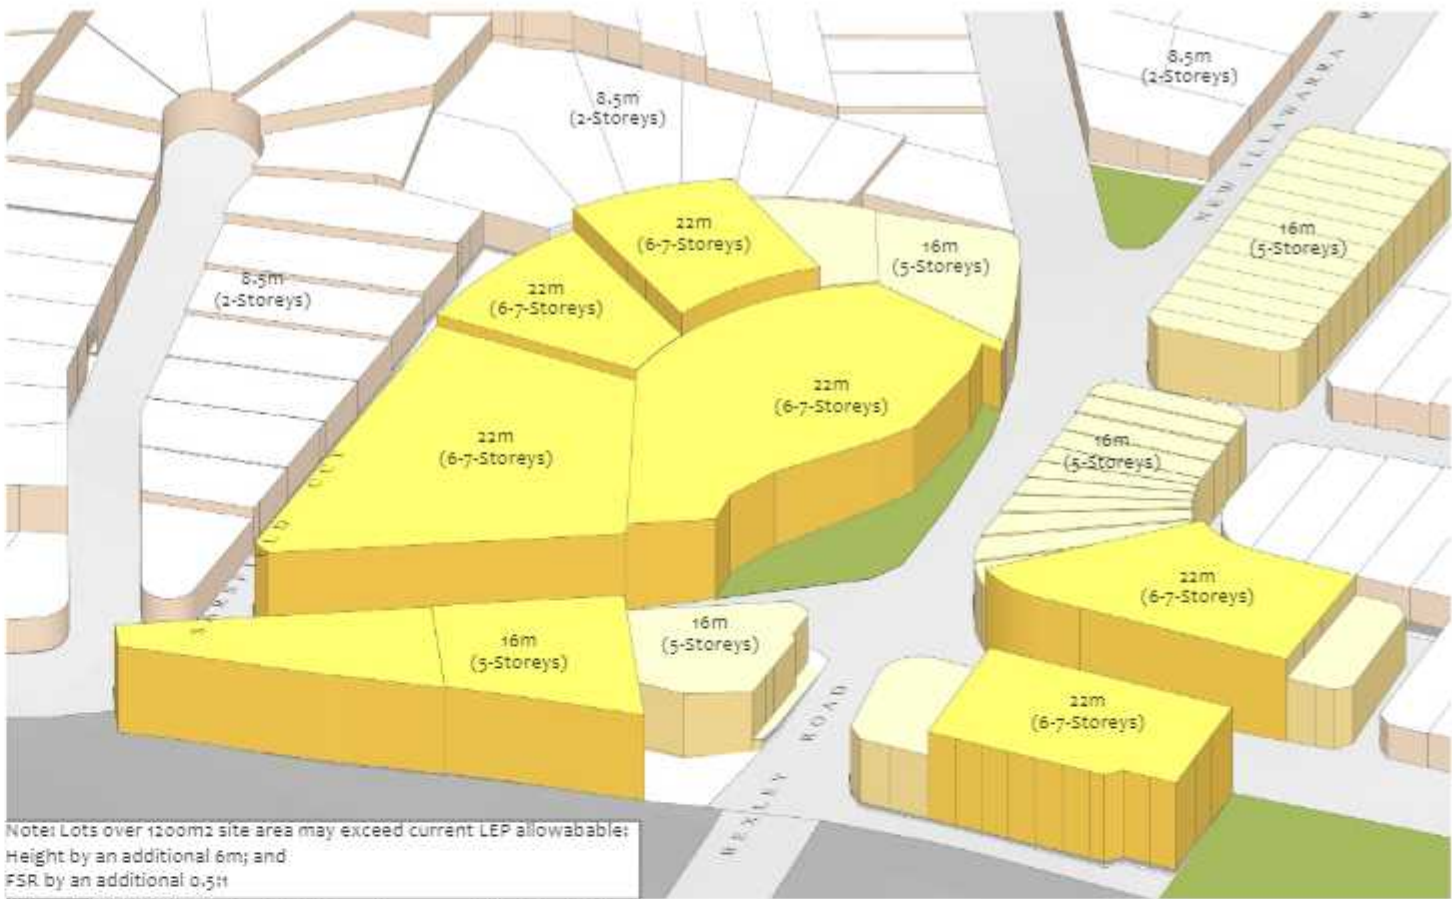 8.5m
(2-Storeys)
8.5m
(2-Storeys)
NEW ILLAWARRA
22m
(6-7-Storeys)
16m
(5-Storeys)
16m
(5-Storeys)
8.5m
(2-Storeys)
22m
(6-7-Storeys)
22m
(6-7-Storeys)
22m
(6-7-Storeys)
16m
(5-Storeys)
22m
(6-7-Storeys)
16m
(5-Storeys)
16m
(5-Storeys)
22m
(6-7-Storeys)
BEXLEY ROAD
Note: Lots over 1200m2 site area may exceed current LEP allowabable:
Height by an additional 6m; and
FSR by an additional 0.5:1